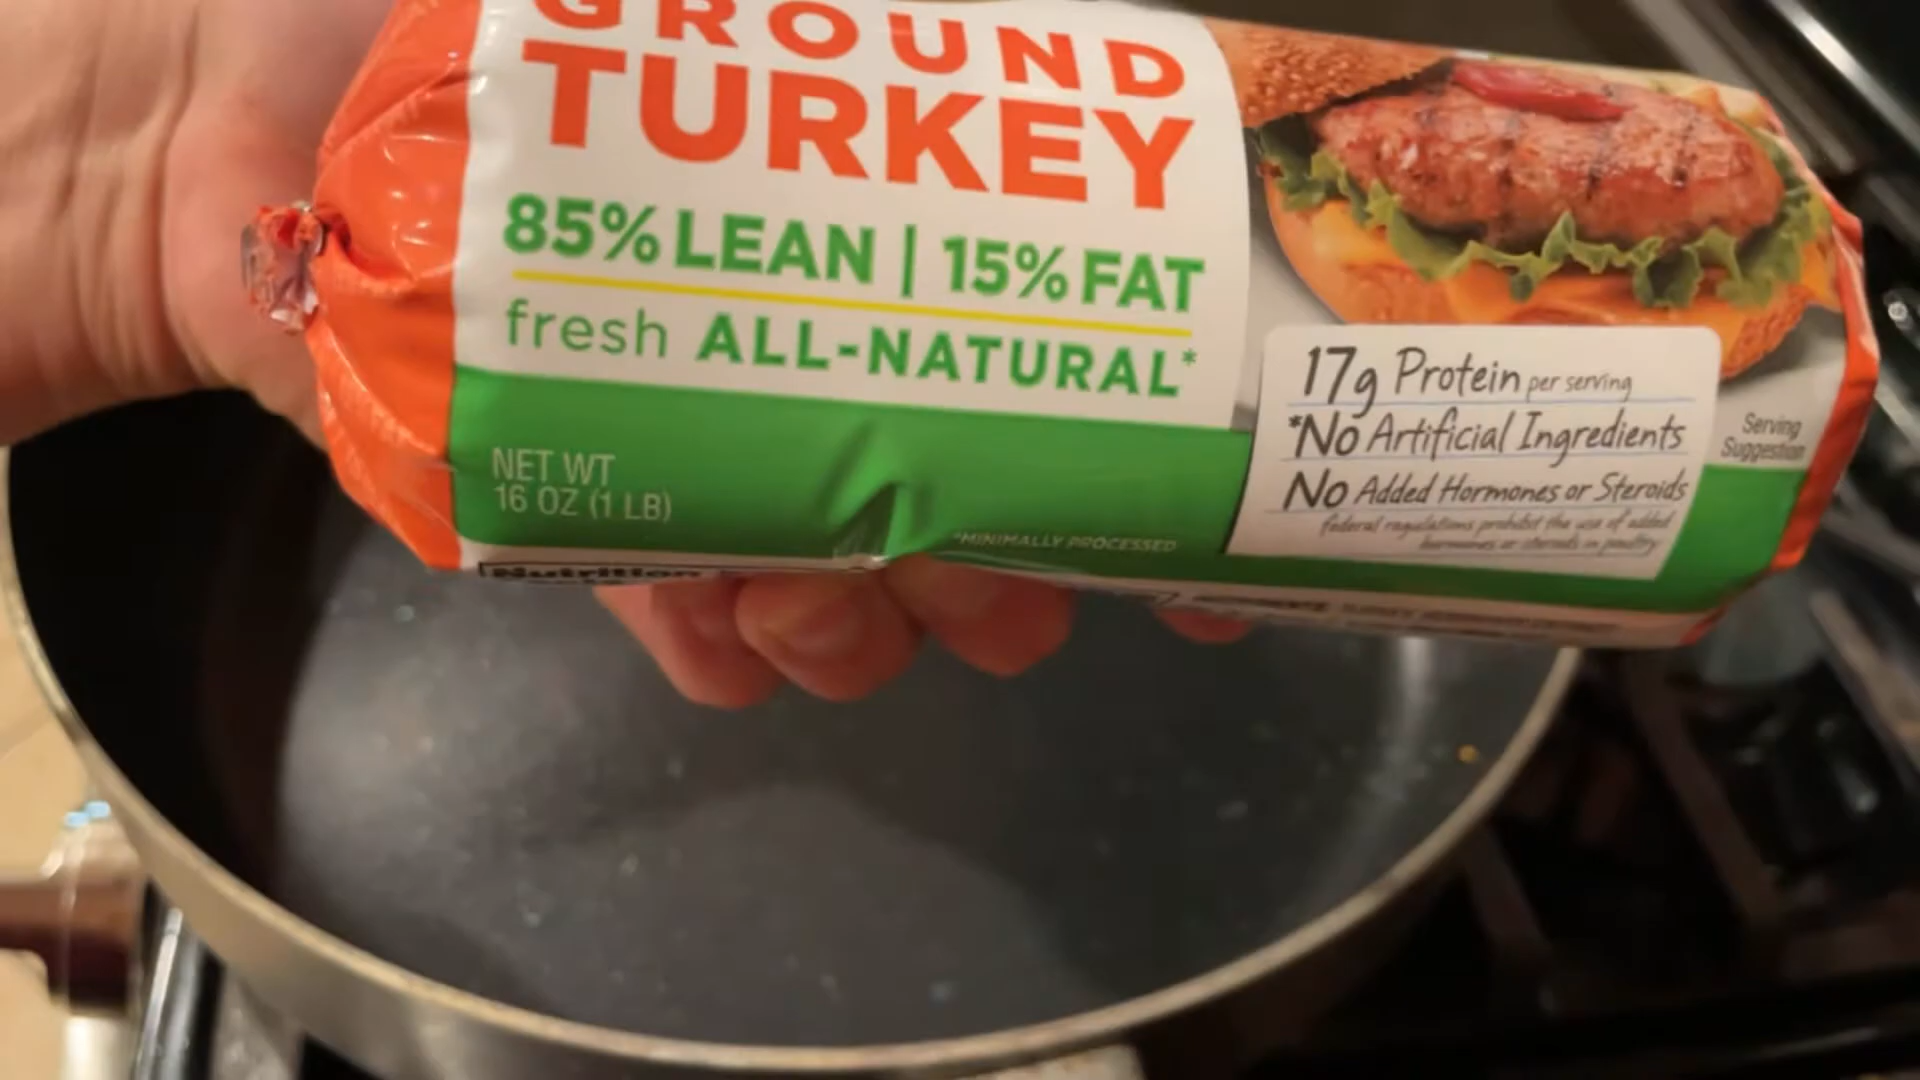 GROUND
TURKEY
85% LEAN | 15% FAT
fresh ALL-NATURAL*
NET WT
16 OZ (1 LB)
*MINIMALLY PROCESSED
17g Protein per serving
*No Artificial Ingredients
No Added Hormones or Steroids
federal regulations prohibit the use of added
hormones or steroids in poultry
Serving
Suggestion
Nutrition